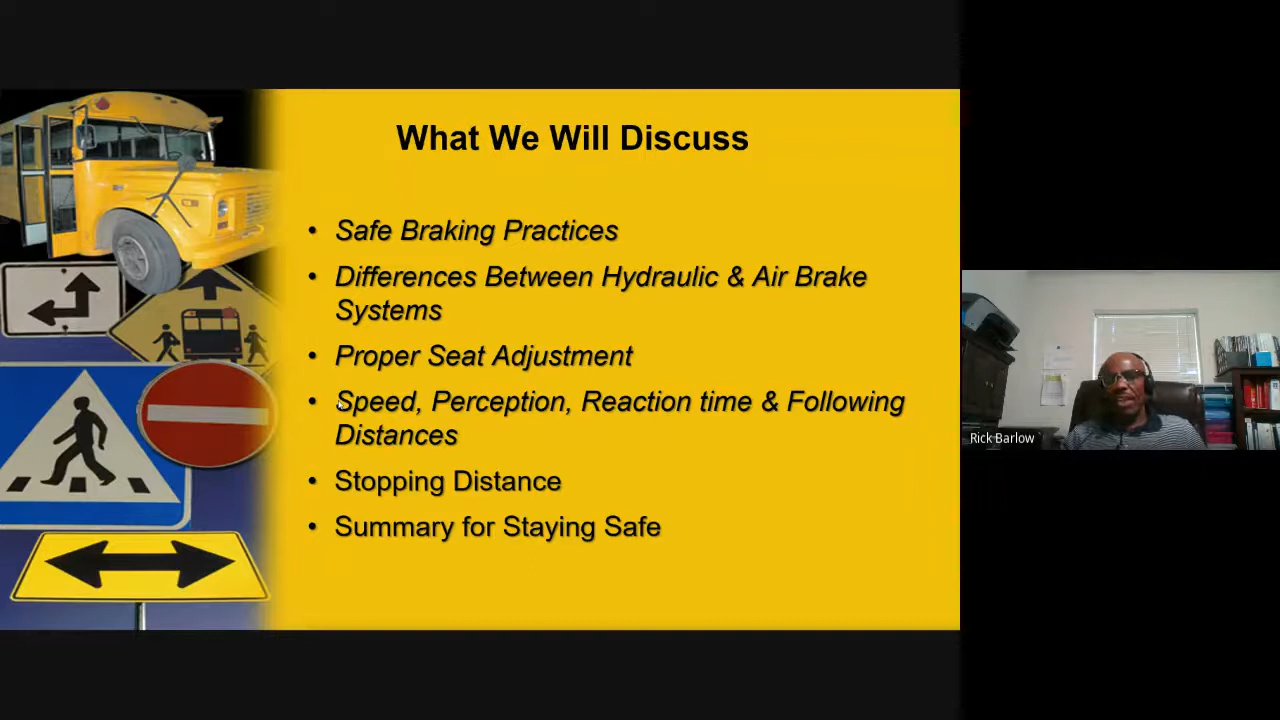 What We Will Discuss
• Safe Braking Practices
• Differences Between Hydraulic & Air Brake
Systems
• Proper Seat Adjustment
• Speed, Perception, Reaction time & Following
Distances
• Stopping Distance
• Summary for Staying Safe
Rick Barlow